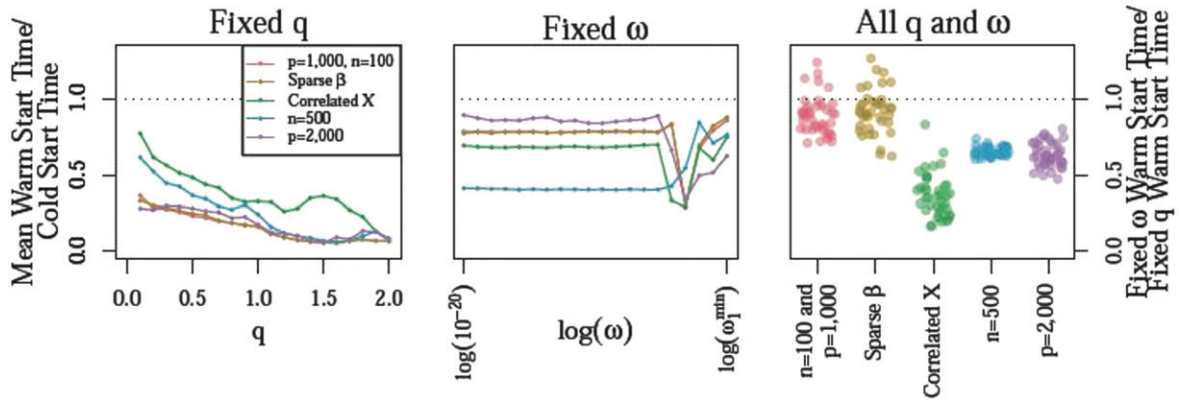 Fixed q
Mean Warm Start Time/
Cold Start Time
1.0
0.5
0.0
p=1,000, n=100
Sparse β
Correlated X
n=500
p=2,000
0.0 0.5 1.0 1.5 2.0
q
Fixed ω
log(10⁻²⁰)
log(ω)
log(ω₁ᵐⁱⁿ)
All q and ω
n=100 and
p=1,000
Sparse β
Correlated X
n=500
p=2,000
1.0
0.5
0.0
Fixed ω Warm Start Time/
Fixed q Warm Start Time